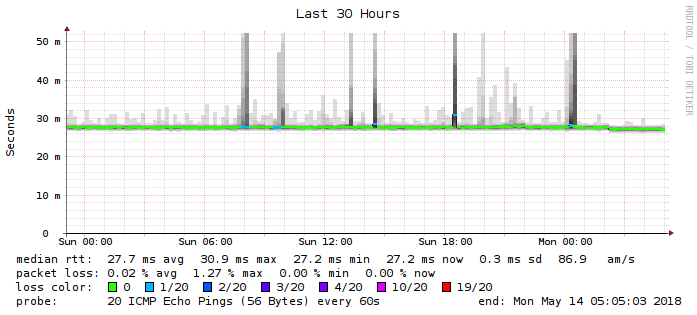 Last 30 Hours
RRDTOOL / TOBI OETIKER
Seconds
50 m
40 m
30 m
20 m
10 m
0
Sun 00:00 Sun 06:00 Sun 12:00 Sun 18:00 Mon 00:00
median rtt: 27.7 ms avg 30.9 ms max 27.2 ms min 27.2 ms now 0.3 ms sd 86.9 am/s
packet loss: 0.02 % avg 1.27 % max 0.00 % min 0.00 % now
loss color: 0 1/20 2/20 3/20 4/20 10/20 19/20
probe: 20 ICMP Echo Pings (56 Bytes) every 60s end: Mon May 14 05:05:03 2018